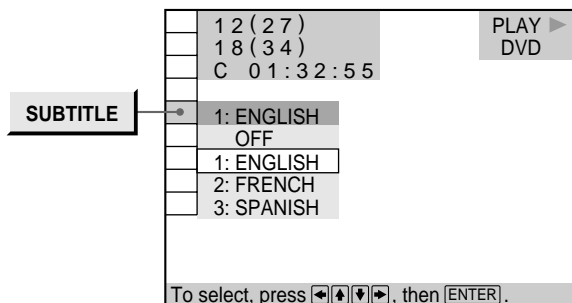 12(27)
18(34)
C 01:32:55
PLAY
DVD
SUBTITLE
1: ENGLISH
OFF
1: ENGLISH
2: FRENCH
3: SPANISH
To select, press ←↑↓→, then ENTER.